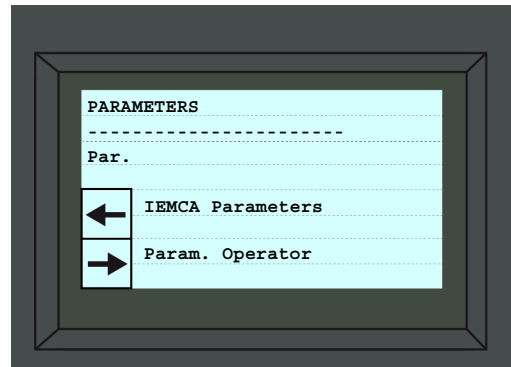 PARAMETERS
-----------------------
Par.
IEMCA Parameters
Param. Operator